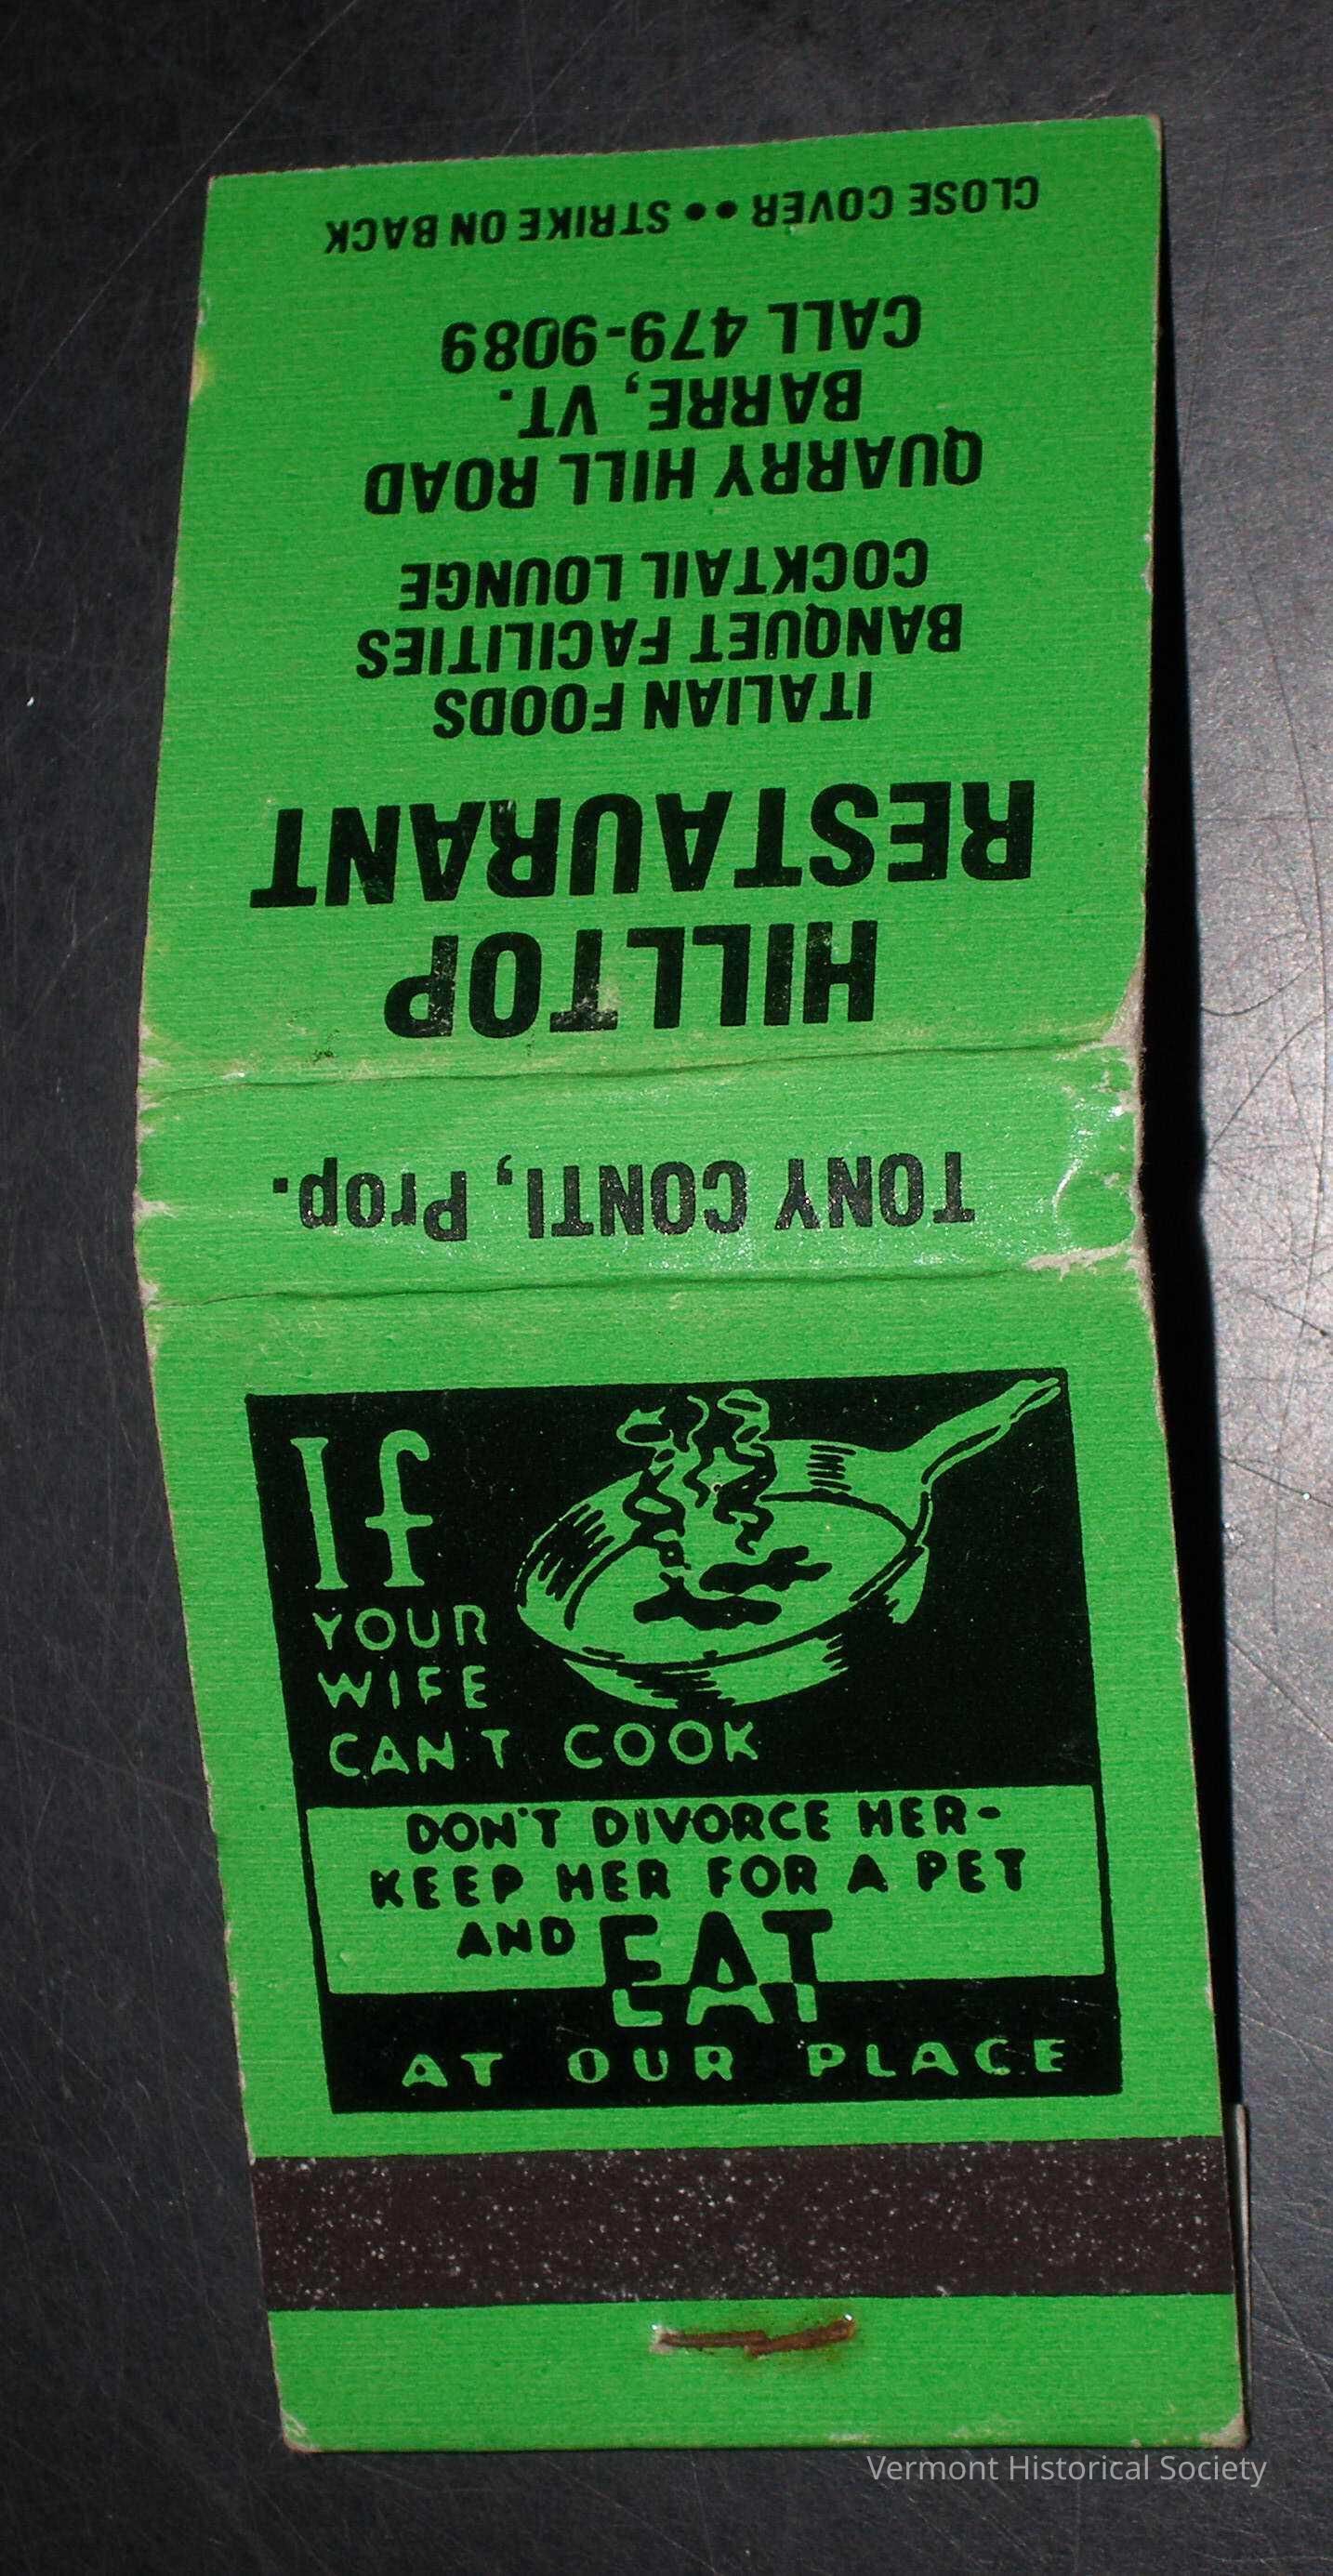 TONY CONTI, Prop.
HILLTOP
RESTAURANT
ITALIAN FOODS
BANQUET FACILITIES
COCKTAIL LOUNGE
QUARRY HILL ROAD
BARRE, VT.
CALL 479-9089
CLOSE COVER •• STRIKE ON BACK
If
YOUR
WIFE
CAN'T COOK
DON'T DIVORCE HER-
KEEP HER FOR A PET
AND EAT
AT OUR PLACE
Vermont Historical Society